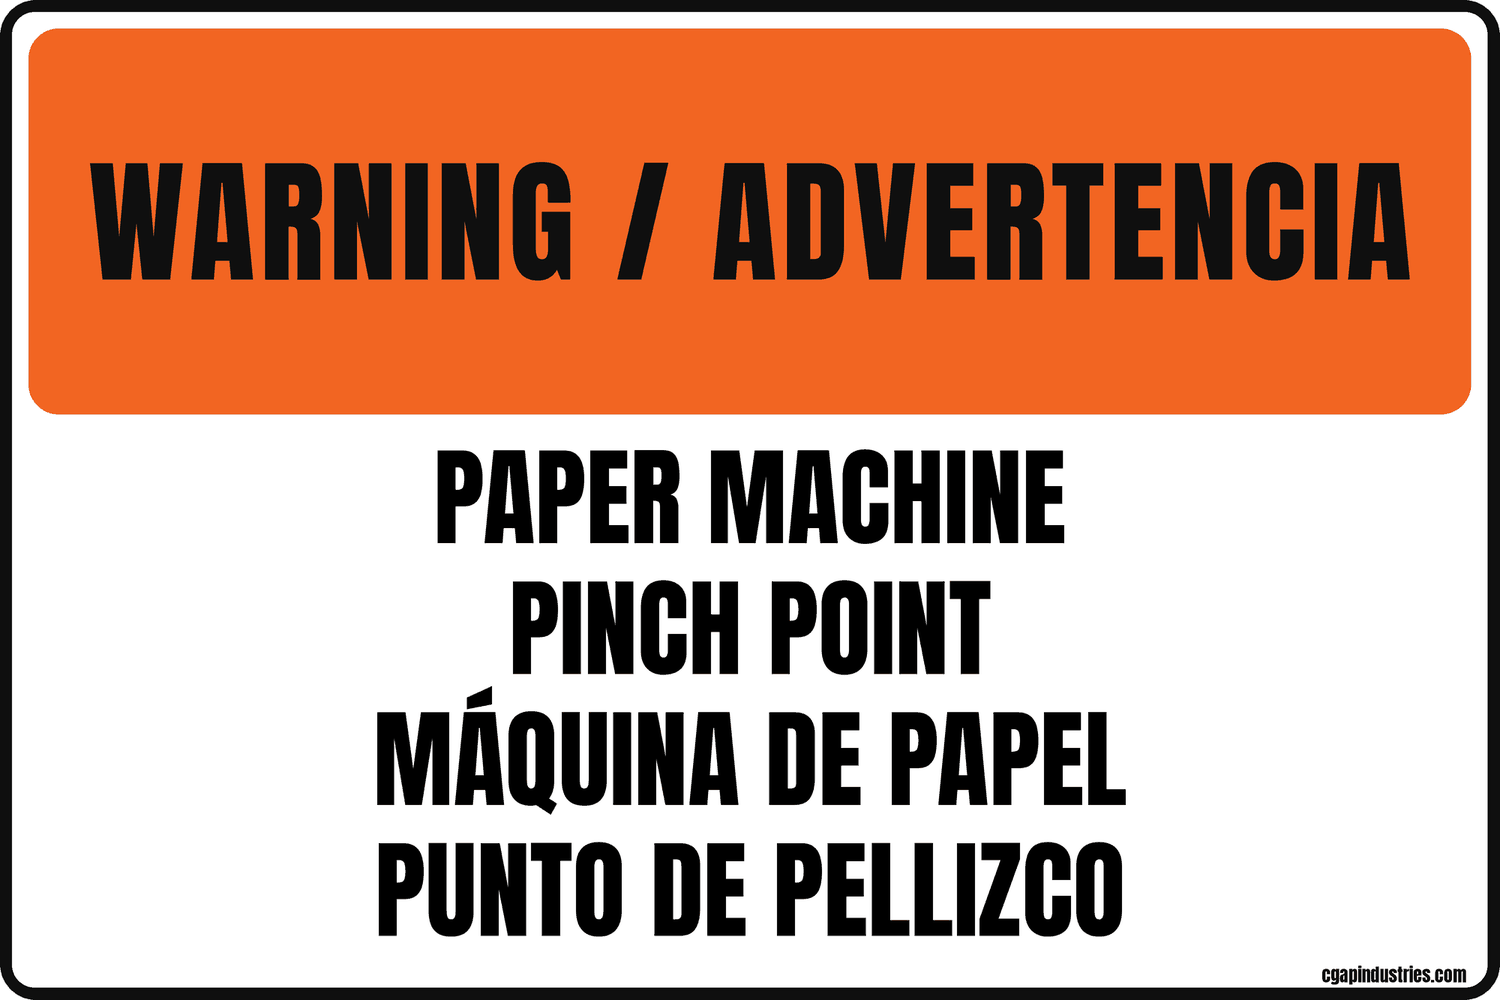 WARNING / ADVERTENCIA
PAPER MACHINE
PINCH POINT
MÁQUINA DE PAPEL
PUNTO DE PELLIZCO
cgapindustries.com